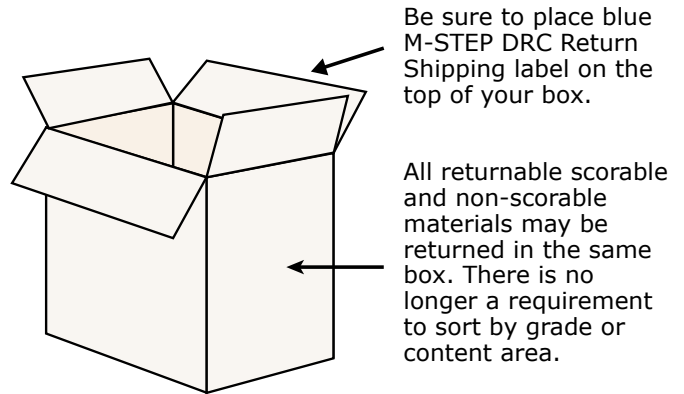 Be sure to place blue
M-STEP DRC Return
Shipping label on the
top of your box.
All returnable scorable
and non-scorable
materials may be
returned in the same
box. There is no
longer a requirement
to sort by grade or
content area.